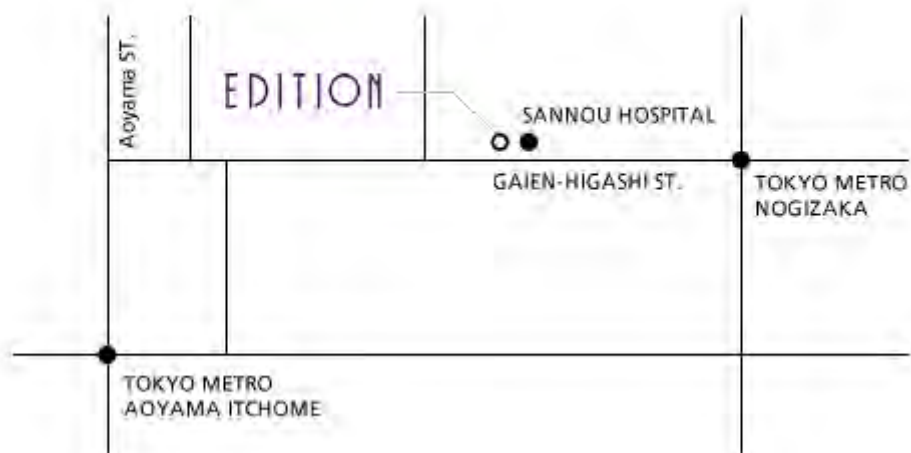 Aoyama ST.
EDITION
SANNOU HOSPITAL
GAIEN-HIGASHI ST.
TOKYO METRO
NOGIZAKA
TOKYO METRO
AOYAMA ITCHOME